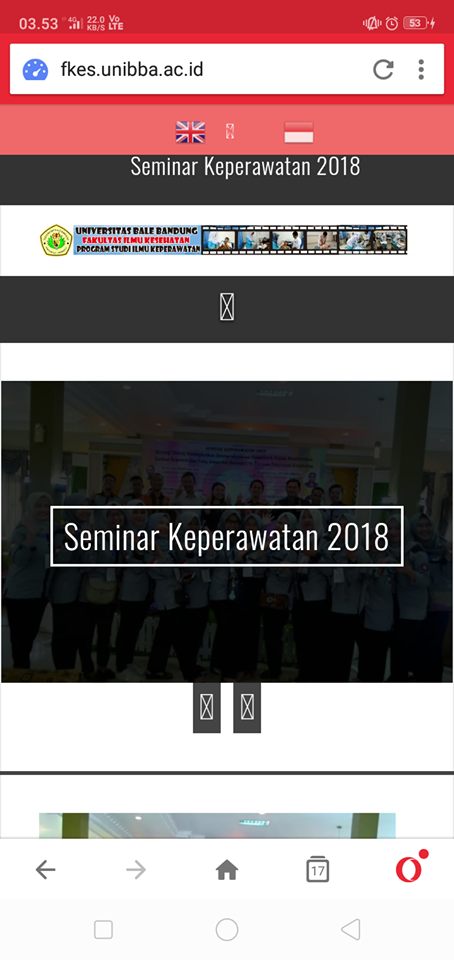 03.53
4G
22.0
KB/S
Vo
LTE
53
fkes.unibba.ac.id
Seminar Keperawatan 2018
UNIVERSITAS BALE BANDUNG
FAKULTAS ILMU KESEHATAN
PROGRAM STUDI ILMU KEPERAWATAN
Seminar Keperawatan 2018
17